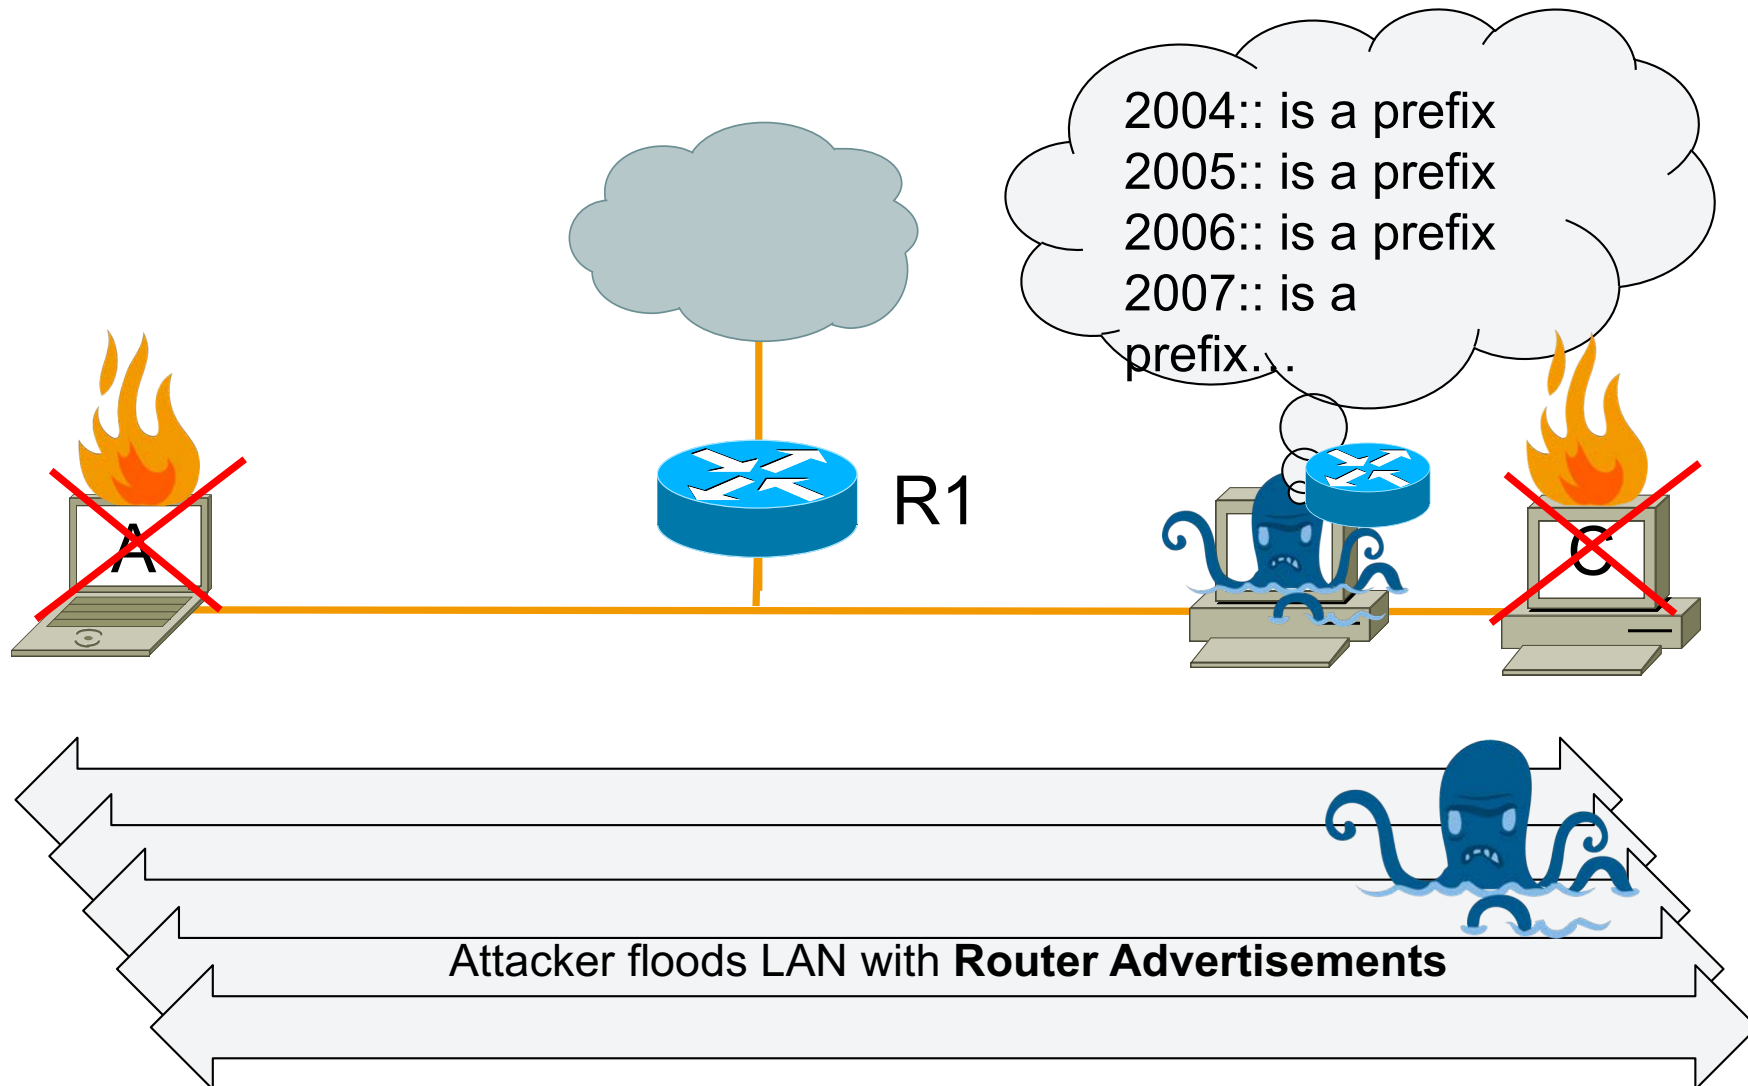 2004:: is a prefix
2005:: is a prefix
2006:: is a prefix
2007:: is a
prefix…
R1
A
C
Attacker floods LAN with Router Advertisements